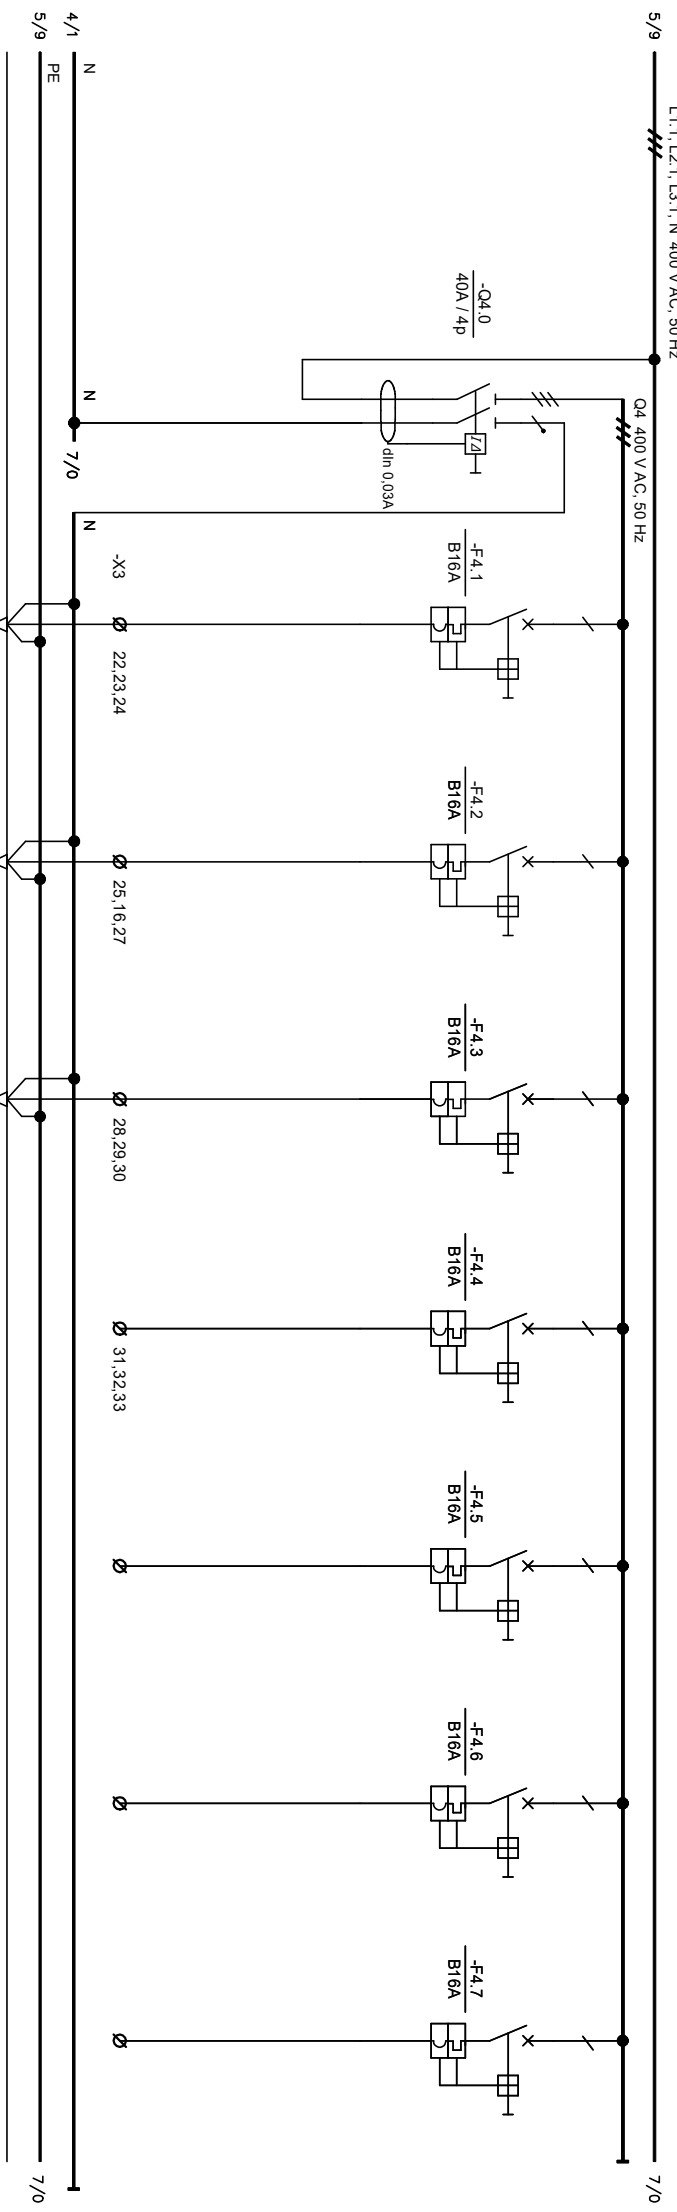 L1.1, L2.1, L3.1, N 400 V AC, 50 Hz
5/9
7/0
Q4 400 V AC, 50 Hz
-Q4.0
40A / 4p
IΔ
dIn 0,03A
-F4.1
B16A
-F4.2
B16A
-F4.3
B16A
-F4.4
B16A
-F4.5
B16A
-F4.6
B16A
-F4.7
B16A
-X3
22,23,24
25,16,27
28,29,30
31,32,33
N
N
N
4/1
7/0
PE
5/9
7/0